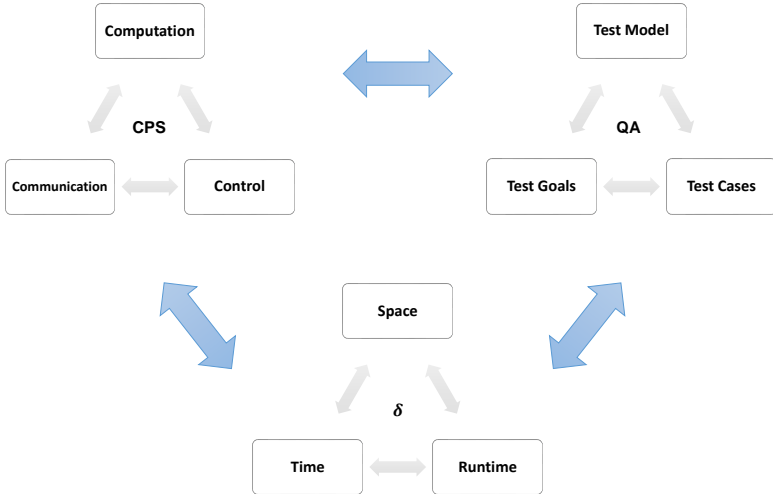 Computation
Test Model
CPS
QA
Communication
Control
Test Goals
Test Cases
Space
δ
Time
Runtime